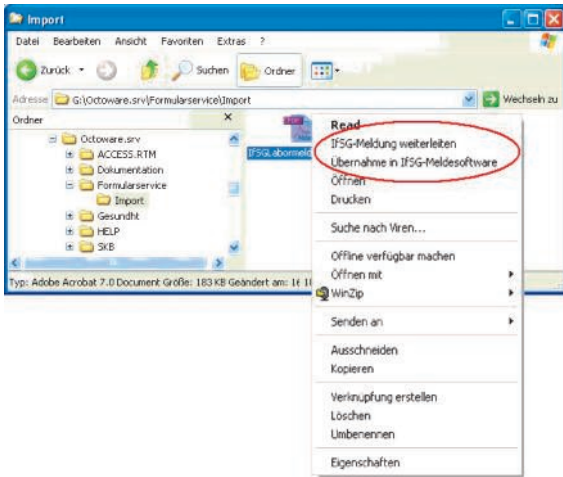 Import
Datei Bearbeiten Ansicht Favoriten Extras ?
Zurück Suchen Ordner
Adresse G:\Octoware.srv\Formularservice\Import Wechseln zu
Ordner
Octoware.srv
ACCESS.RTM
Dokumentation
Formularservice
Import
Gesundht
HELP
SKB
IfSGLabormeld
Typ: Adobe Acrobat 7.0 Document Größe: 183 KB Geändert am:
Read
IfSG-Meldung weiterleiten
Übernahme in IfSG-Meldesoftware
Öffnen
Drucken
Suche nach Viren...
Offline verfügbar machen
Öffnen mit
WinZip
Senden an
Ausschneiden
Kopieren
Verknüpfung erstellen
Löschen
Umbenennen
Eigenschaften